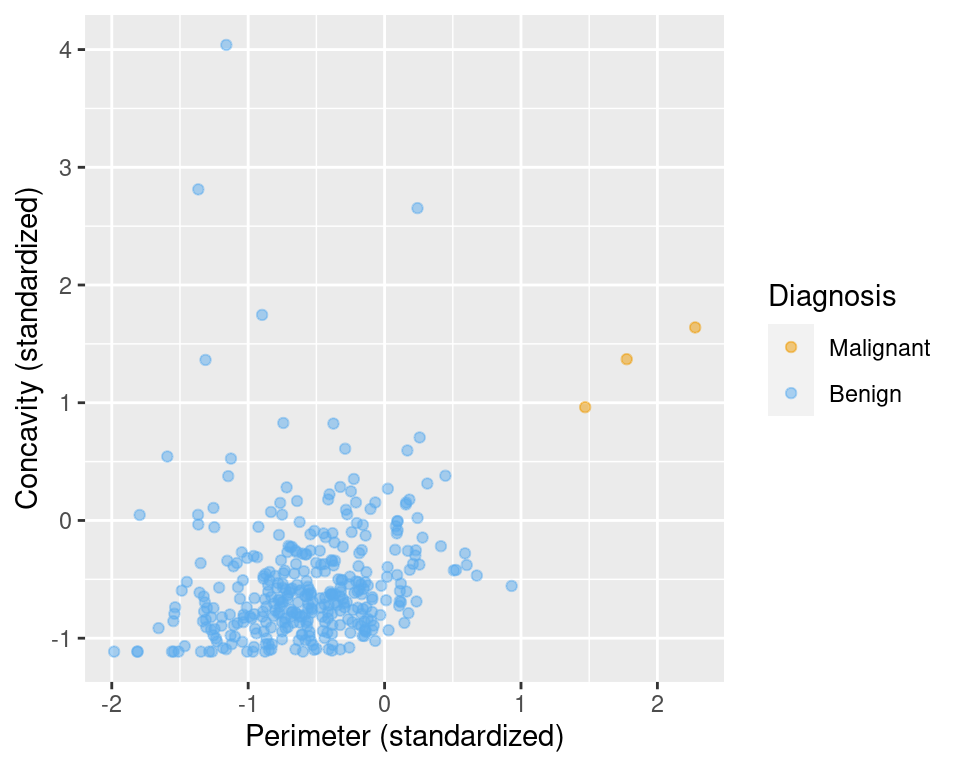 4
3
2
1
0
-1
-2
-1
0
1
2
Perimeter (standardized)
Concavity (standardized)
Diagnosis
Malignant
Benign